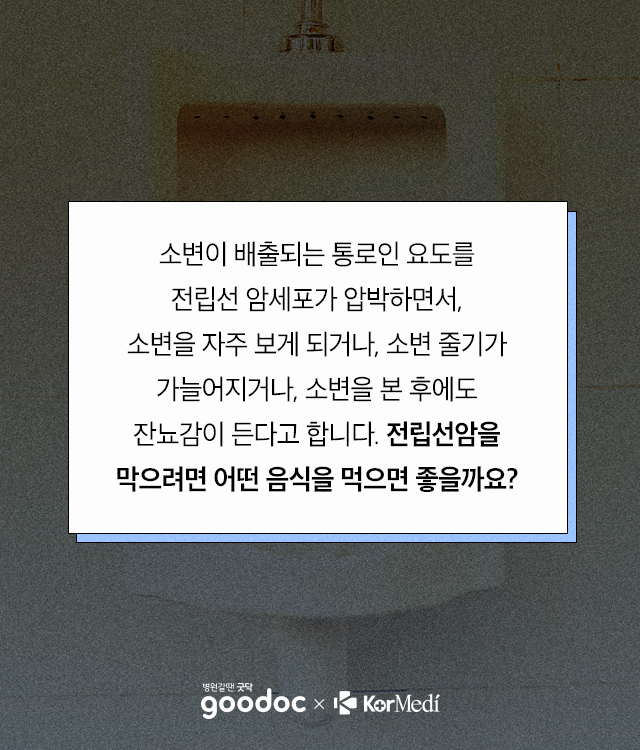 소변이 배출되는 통로인 요도를
전립선 암세포가 압박하면서,
소변을 자주 보게 되거나, 소변 줄기가
가늘어지거나, 소변을 본 후에도
잔뇨감이 든다고 합니다. 전립선암을
막으려면 어떤 음식을 먹으면 좋을까요?
병원갈땐 굿닥
goodoc × KorMedi